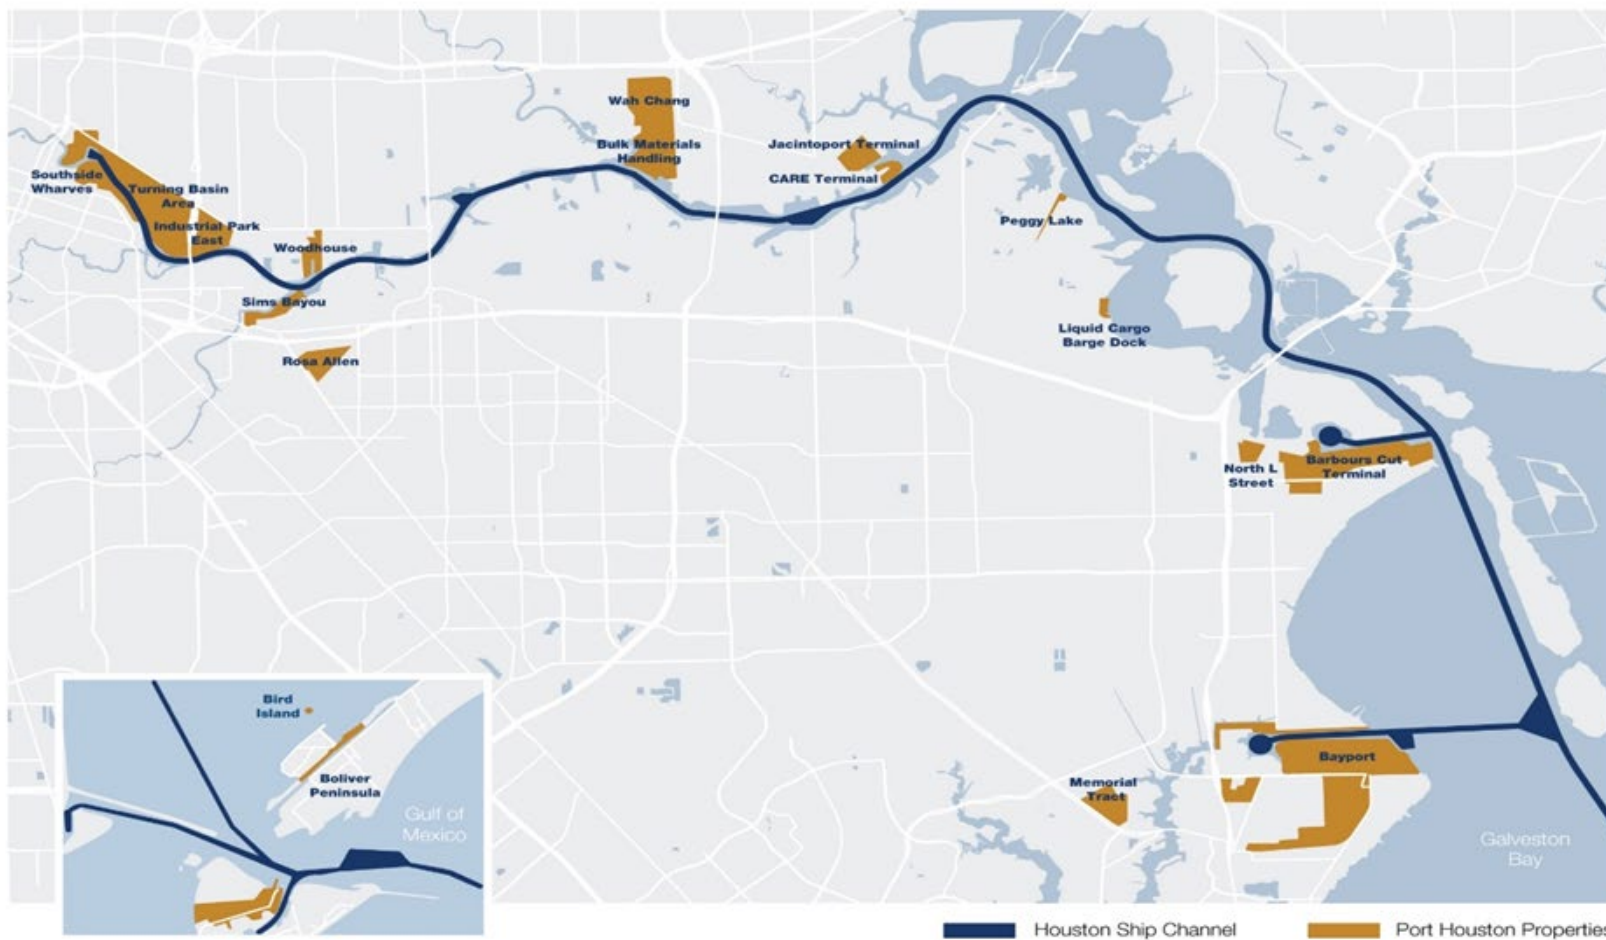 Wah Chang
Bulk Materials
Handling
Jacintoport Terminal
CARE Terminal
Southside
Wharves
Turning Basin
Area
Industrial Park
East
Woodhouse
Peggy Lake
Sims Bayou
Liquid Cargo
Barge Dock
Rosa Allen
North L
Street
Barbours Cut
Terminal
Bayport
Memorial
Tract
Galveston
Bay
Bird
Island
Boliver
Peninsula
Gulf of
Mexico
Houston Ship Channel
Port Houston Properties